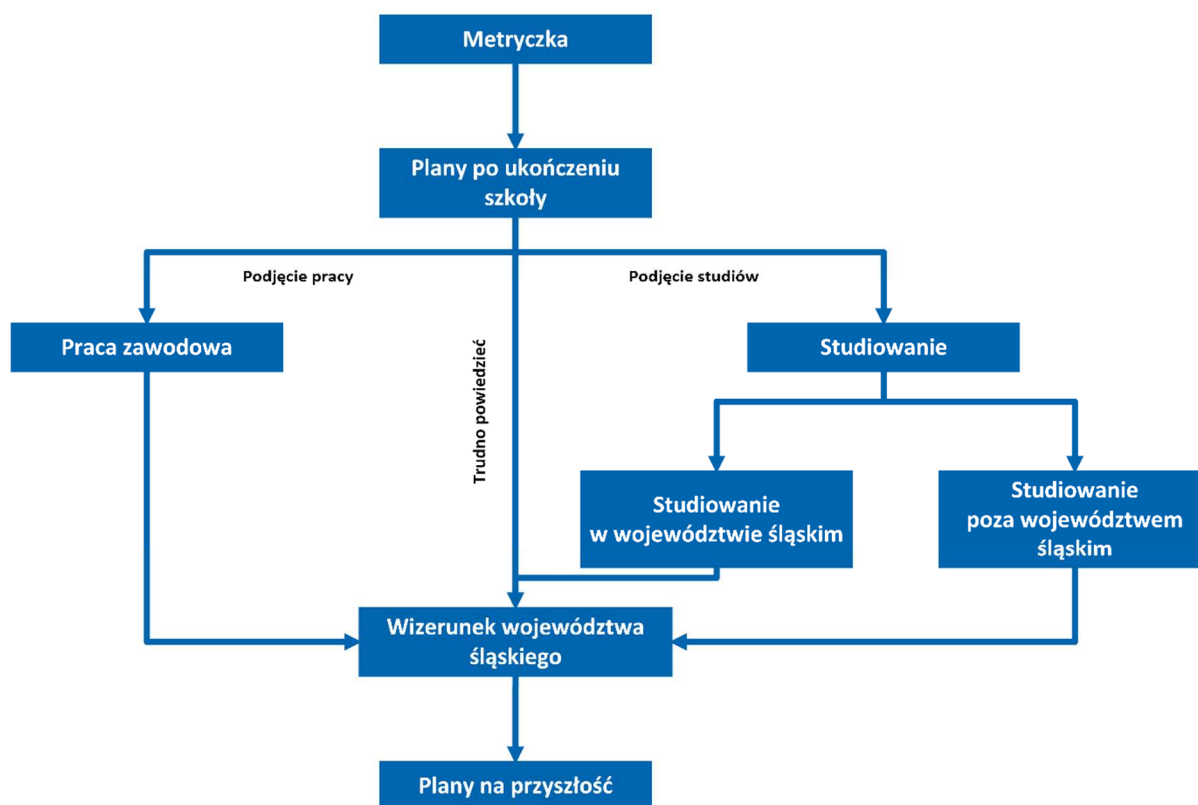 Metryczka
Plany po ukończeniu
szkoły
Podjęcie pracy
Podjęcie studiów
Praca zawodowa
Trudno powiedzieć
Studiowanie
Studiowanie
w województwie śląskim
Studiowanie
poza województwem
śląskim
Wizerunek województwa
śląskiego
Plany na przyszłość